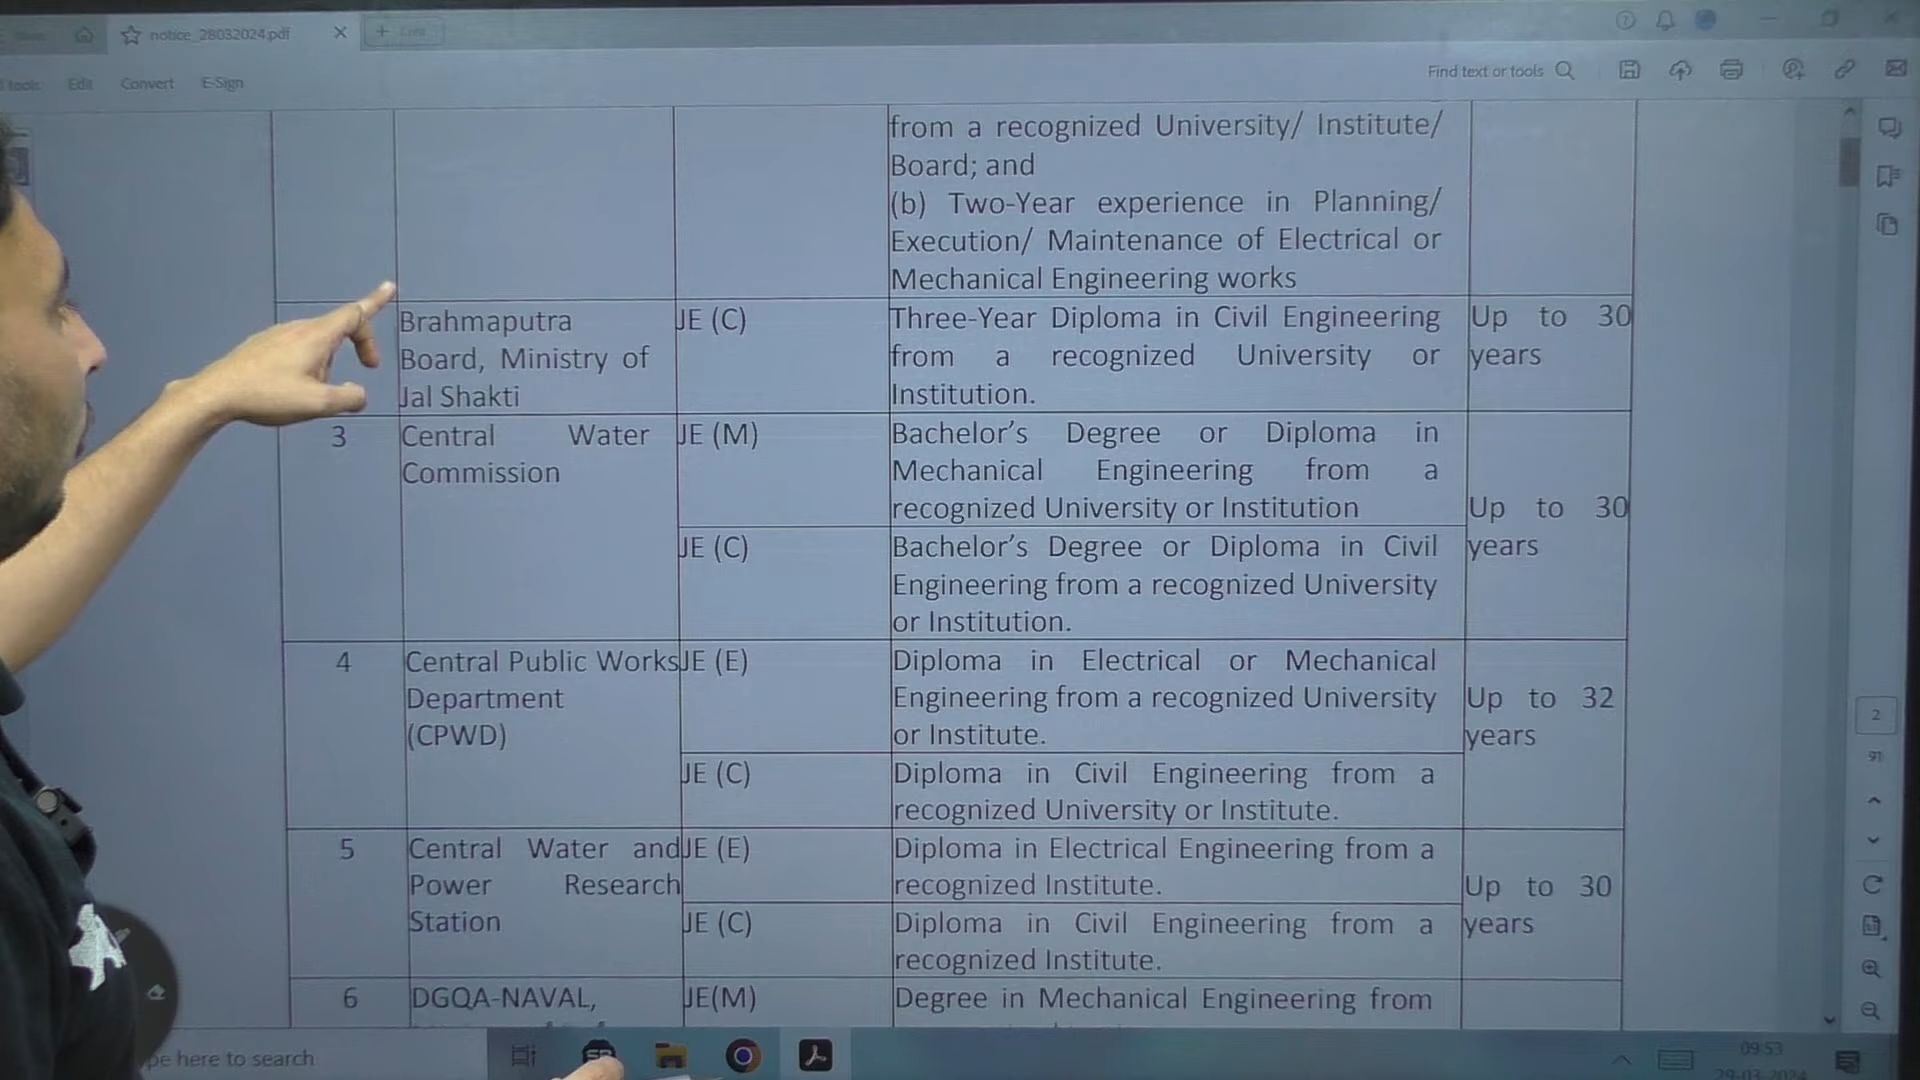 notice_28032024.pdf
Edit
Convert
E-Sign
Find text or tools
from a recognized University/ Institute/
Board; and
(b) Two-Year experience in Planning/
Execution/ Maintenance of Electrical or
Mechanical Engineering works
Brahmaputra
Board, Ministry of
Jal Shakti
JE (C)
Three-Year Diploma in Civil Engineering
from a recognized University or
Institution.
Up to 30
years
3
Central Water
Commission
JE (M)
Bachelor’s Degree or Diploma in
Mechanical Engineering from a
recognized University or Institution
JE (C)
Bachelor’s Degree or Diploma in Civil
Engineering from a recognized University
or Institution.
Up to 30
years
4
Central Public Works
Department
(CPWD)
JE (E)
Diploma in Electrical or Mechanical
Engineering from a recognized University
or Institute.
JE (C)
Diploma in Civil Engineering from a
recognized University or Institute.
Up to 32
years
5
Central Water and
Power Research
Station
JE (E)
Diploma in Electrical Engineering from a
recognized Institute.
JE (C)
Diploma in Civil Engineering from a
recognized Institute.
Up to 30
years
6
DGQA-NAVAL,
JE(M)
Degree in Mechanical Engineering from
2
91
pe here to search
09:53
29-03-2024